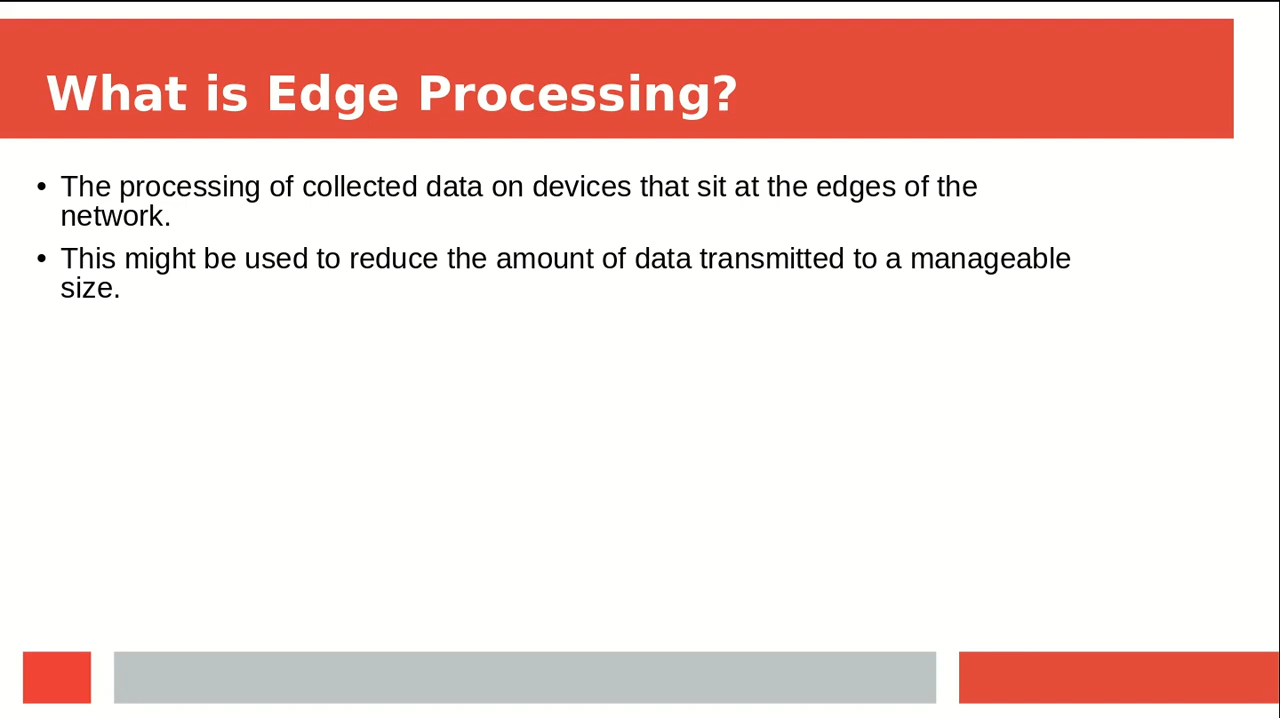 What is Edge Processing?
• The processing of collected data on devices that sit at the edges of the
network.
• This might be used to reduce the amount of data transmitted to a manageable
size.